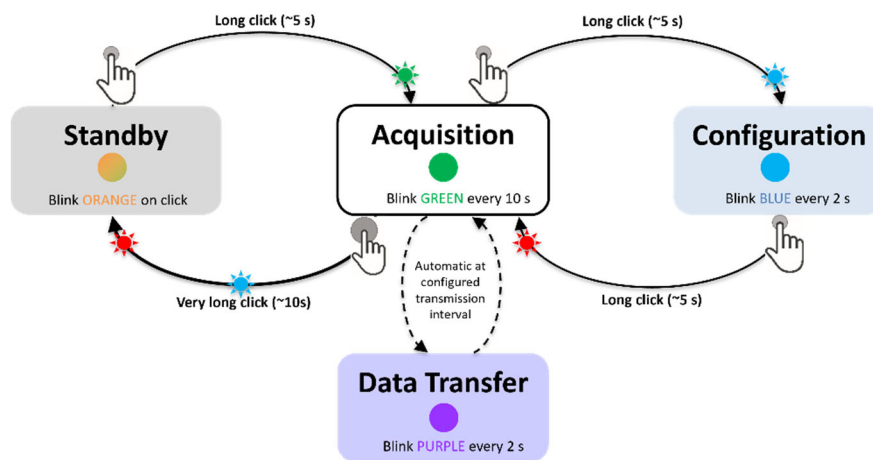 Long click (~5 s)
Long click (~5 s)
Standby
Blink ORANGE on click
Acquisition
Blink GREEN every 10 s
Configuration
Blink BLUE every 2 s
Very long click (~10s)
Automatic at
configured
transmission
interval
Long click (~5 s)
Data Transfer
Blink PURPLE every 2 s